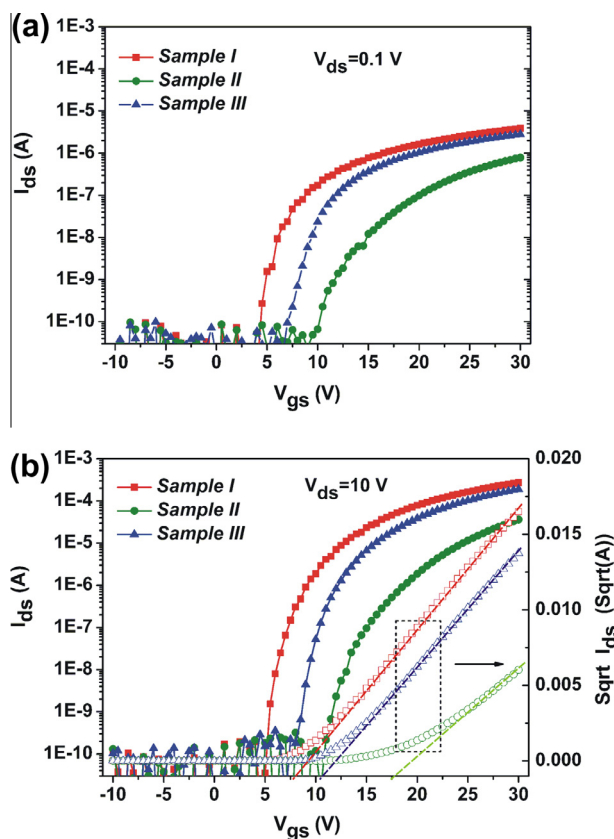 (a)
1E-3
1E-4
1E-5
1E-6
1E-7
1E-8
1E-9
1E-10
Ids (A)
Sample I
Sample II
Sample III
Vds=0.1 V
-10 -5 0 5 10 15 20 25 30
Vgs (V)
(b)
1E-3
1E-4
1E-5
1E-6
1E-7
1E-8
1E-9
1E-10
Ids (A)
Sample I
Sample II
Sample III
Vds=10 V
0.020
0.015
0.010
0.005
0.000
Sqrt Ids (Sqrt(A)
-10 -5 0 5 10 15 20 25 30
Vgs (V)